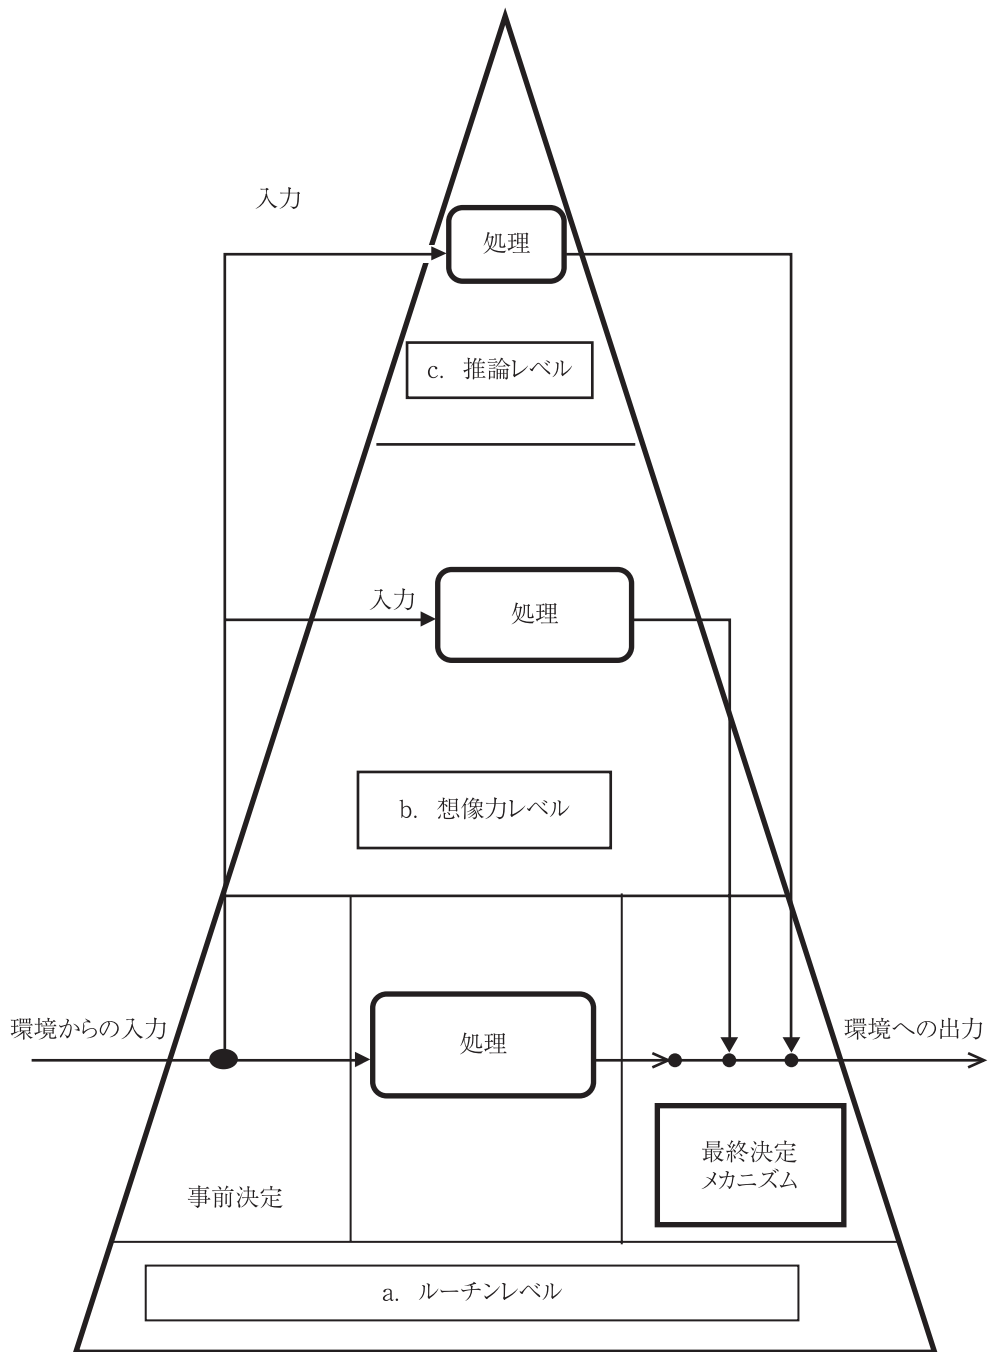 入力
処理
c. 推論レベル
入力
処理
b. 想像力レベル
環境からの入力
処理
環境への出力
最終決定
メカニズム
事前決定
a. ルーチンレベル